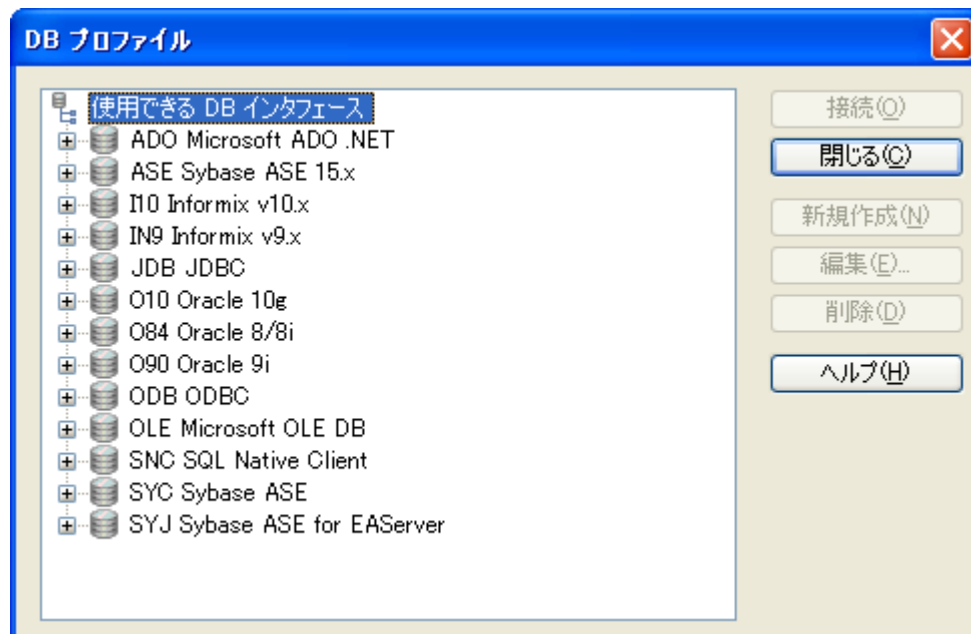 DB プロファイル
使用できる DB インタフェース
ADO Microsoft ADO .NET
ASE Sybase ASE 15.x
I10 Informix v10.x
IN9 Informix v9.x
JDB JDBC
O10 Oracle 10g
O84 Oracle 8/8i
O90 Oracle 9i
ODB ODBC
OLE Microsoft OLE DB
SNC SQL Native Client
SYC Sybase ASE
SYJ Sybase ASE for EAServer
接続(O)
閉じる(C)
新規作成(N)
編集(E)...
削除(D)
ヘルプ(H)